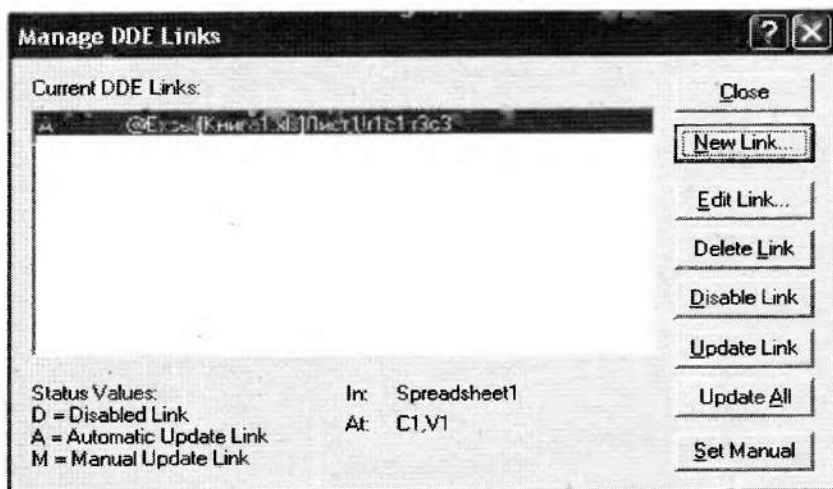 Manage DDE Links
Current DDE Links:
Close
A @Excel[Книга1.xls]Лист1!r1c1 r3c3
New Link...
Edit Link...
Delete Link
Disable Link
Update Link
Status Values:
D = Disabled Link
A = Automatic Update Link
M = Manual Update Link
In: Spreadsheet1
At: C1,V1
Update All
Set Manual